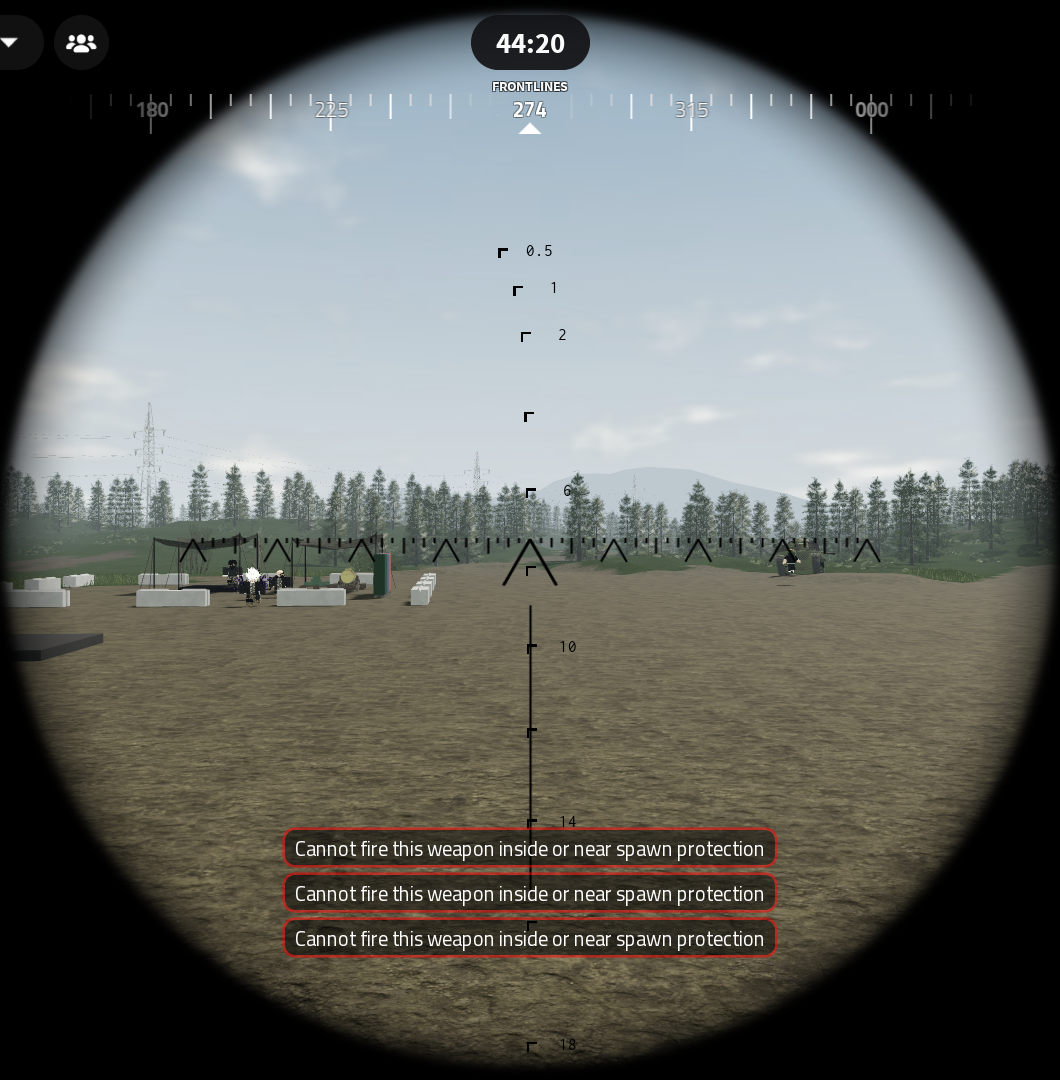 44:20
FRONTLINES
180 225 274 315 000
0.5
1
2
6
10
14
Cannot fire this weapon inside or near spawn protection
Cannot fire this weapon inside or near spawn protection
Cannot fire this weapon inside or near spawn protection
18